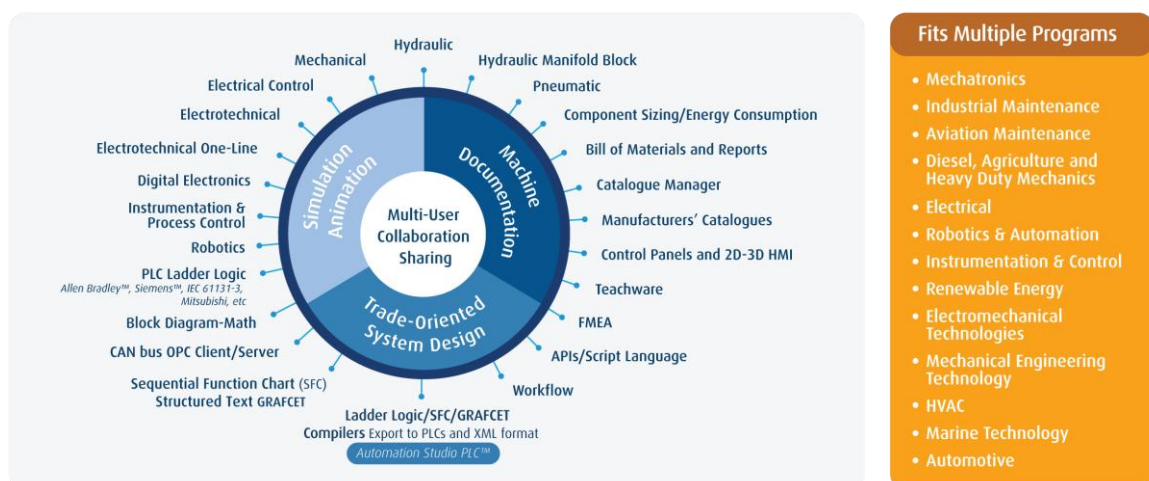 Hydraulic
Hydraulic Manifold Block
Pneumatic
Component Sizing/Energy Consumption
Bill of Materials and Reports
Catalogue Manager
Manufacturers' Catalogues
Control Panels and 2D-3D HMI
Teachware
FMEA
APIs/Script Language
Workflow
Ladder Logic/SFC/GRAFCET
Compilers Export to PLCs and XML format
Automation Studio PLC™
Sequential Function Chart (SFC)
Structured Text GRAFCET
CAN bus OPC Client/Server
Block Diagram-Math
PLC Ladder Logic
Allen Bradley™, Siemens™, IEC 61131-3,
Mitsubishi, etc
Robotics
Instrumentation &
Process Control
Digital Electronics
Electrotechnical One-Line
Electrotechnical
Electrical Control
Mechanical
Simulation
Animation
Machine
Documentation
Trade-Oriented
System Design
Multi-User
Collaboration
Sharing
Fits Multiple Programs
• Mechatronics
• Industrial Maintenance
• Aviation Maintenance
• Diesel, Agriculture and
Heavy Duty Mechanics
• Electrical
• Robotics & Automation
• Instrumentation & Control
• Renewable Energy
• Electromechanical
Technologies
• Mechanical Engineering
Technology
• HVAC
• Marine Technology
• Automotive